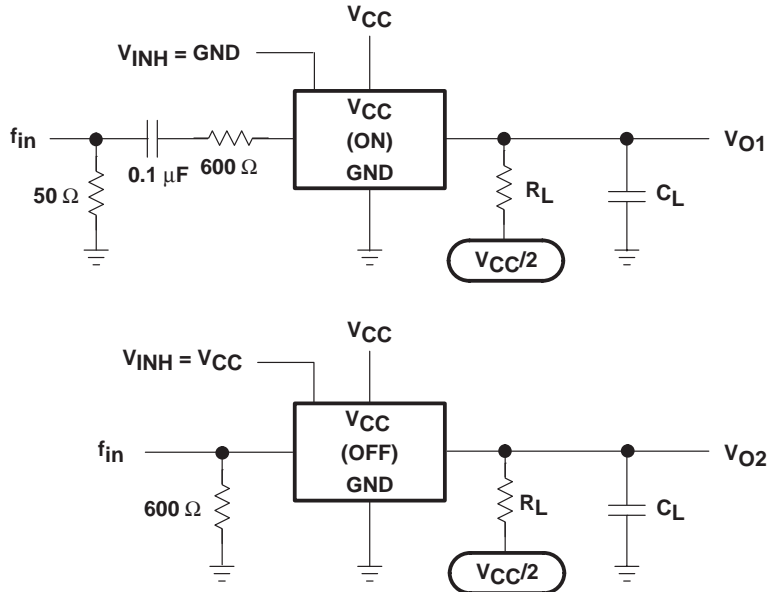 VCC
VINH = GND
VCC
(ON)
GND
fin
0.1 μF
600 Ω
50 Ω
VO1
RL
CL
VCC/2
VCC
VINH = VCC
VCC
(OFF)
GND
fin
600 Ω
VO2
RL
CL
VCC/2